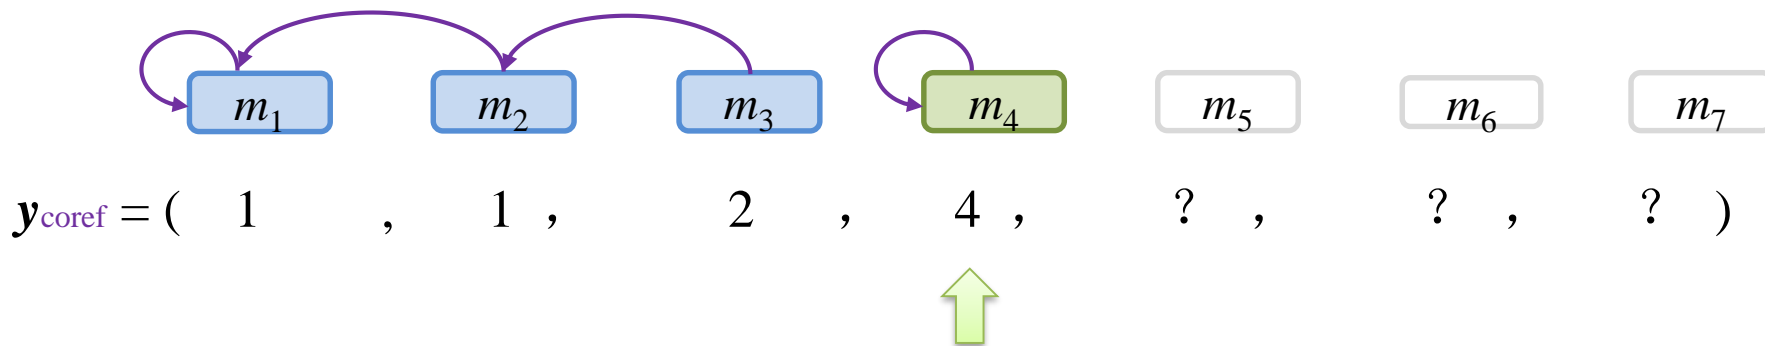 m1 m2 m3 m4 m5 m6 m7
ycoref = ( 1 , 1 , 2 , 4 , ? , ? , ? )